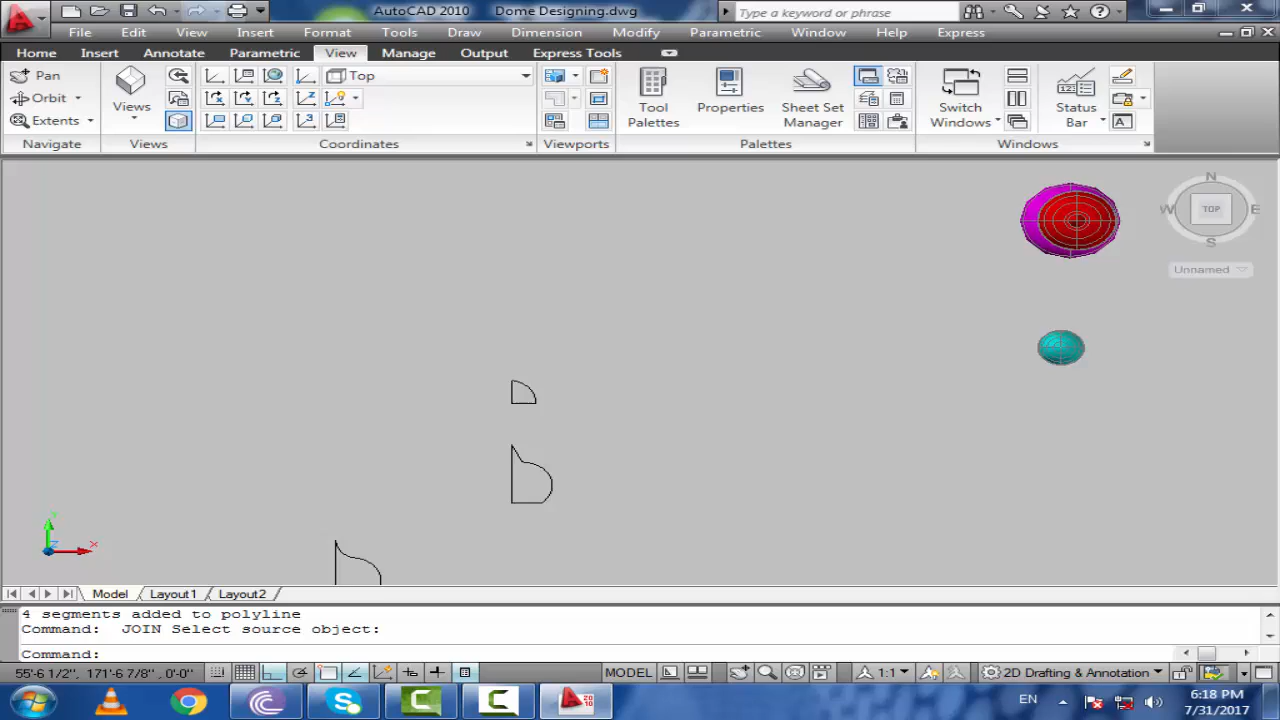 AutoCAD 2010 Dome Designing.dwg
Type a keyword or phrase
File Edit View Insert Format Tools Draw Dimension Modify Parametric Window Help Express
Home Insert Annotate Parametric View Manage Output Express Tools
Pan
Orbit
Extents
Views
Top
Tool Palettes
Properties
Sheet Set Manager
Switch Windows
Status Bar
Navigate Views Coordinates Viewports Palettes Windows
N
W TOP E
S
Unnamed
Y
Z X
Model Layout1 Layout2
4 segments added to polyline
Command: JOIN Select source object:
Command:
55'-6 1/2", 171'-6 7/8", 0'-0" MODEL 1:1 2D Drafting & Annotation
EN
6:18 PM
7/31/2017